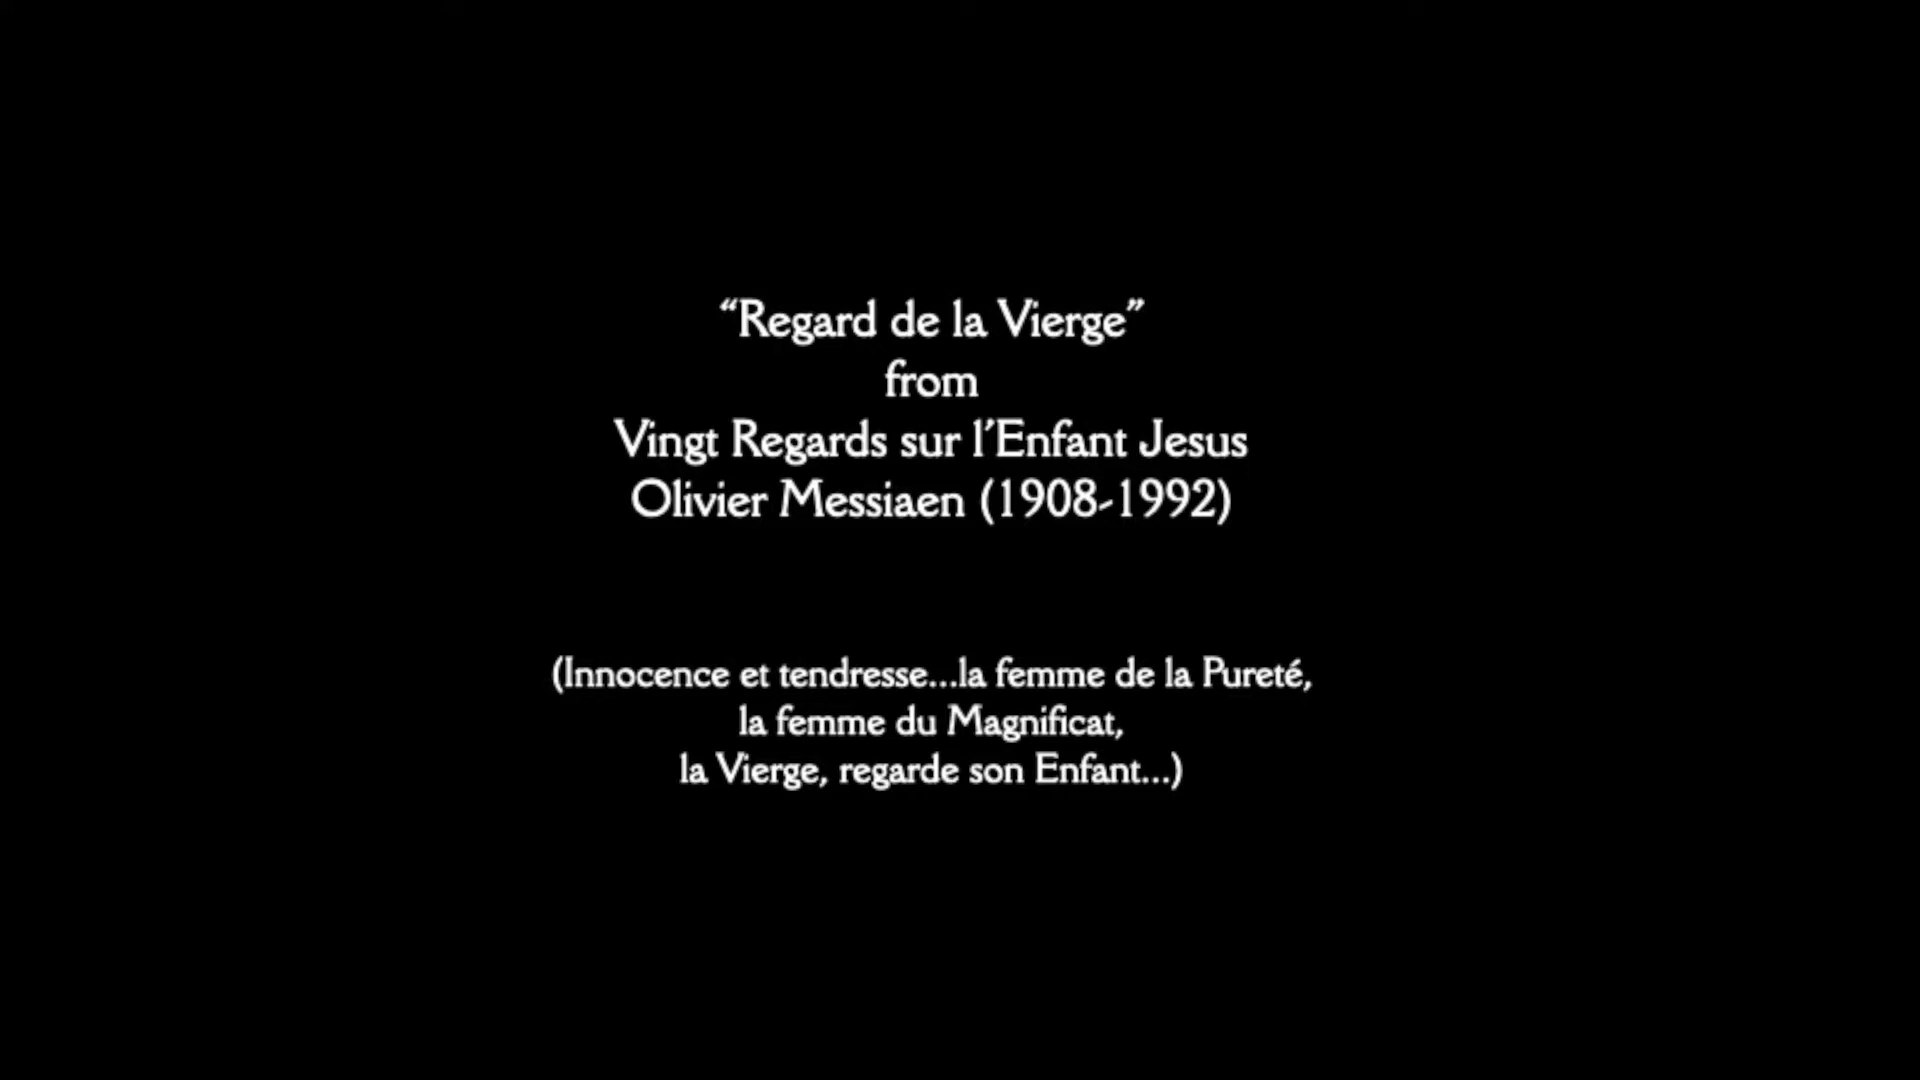 “Regard de la Vierge”
from
Vingt Regards sur l'Enfant Jesus
Olivier Messiaen (1908-1992)
(Innocence et tendresse...la femme de la Pureté,
la femme du Magnificat,
la Vierge, regarde son Enfant...)